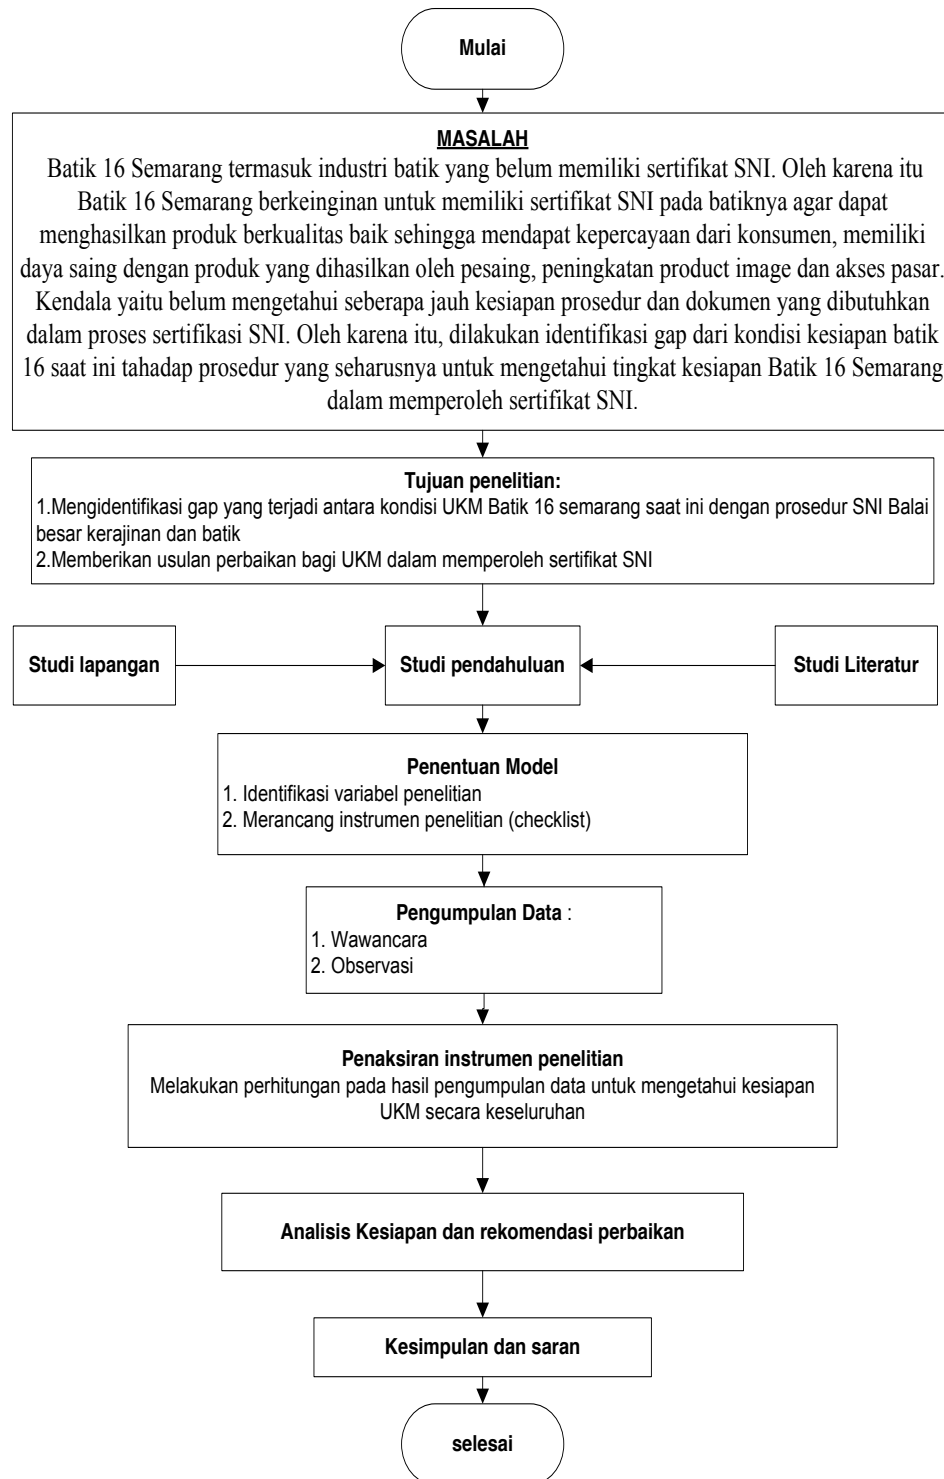 Mulai
MASALAH
Batik 16 Semarang termasuk industri batik yang belum memiliki sertifikat SNI. Oleh karena itu
Batik 16 Semarang berkeinginan untuk memiliki sertifikat SNI pada batiknya agar dapat
menghasilkan produk berkualitas baik sehingga mendapat kepercayaan dari konsumen, memiliki
daya saing dengan produk yang dihasilkan oleh pesaing, peningkatan product image dan akses pasar.
Kendala yaitu belum mengetahui seberapa jauh kesiapan prosedur dan dokumen yang dibutuhkan
dalam proses sertifikasi SNI. Oleh karena itu, dilakukan identifikasi gap dari kondisi kesiapan batik
16 saat ini tahadap prosedur yang seharusnya untuk mengetahui tingkat kesiapan Batik 16 Semarang
dalam memperoleh sertifikat SNI.
Tujuan penelitian:
1.Mengidentifikasi gap yang terjadi antara kondisi UKM Batik 16 semarang saat ini dengan prosedur SNI Balai
besar kerajinan dan batik
2.Memberikan usulan perbaikan bagi UKM dalam memperoleh sertifikat SNI
Studi lapangan
Studi pendahuluan
Studi Literatur
Penentuan Model
1. Identifikasi variabel penelitian
2. Merancang instrumen penelitian (checklist)
Pengumpulan Data :
1. Wawancara
2. Observasi
Penaksiran instrumen penelitian
Melakukan perhitungan pada hasil pengumpulan data untuk mengetahui kesiapan
UKM secara keseluruhan
Analisis Kesiapan dan rekomendasi perbaikan
Kesimpulan dan saran
selesai